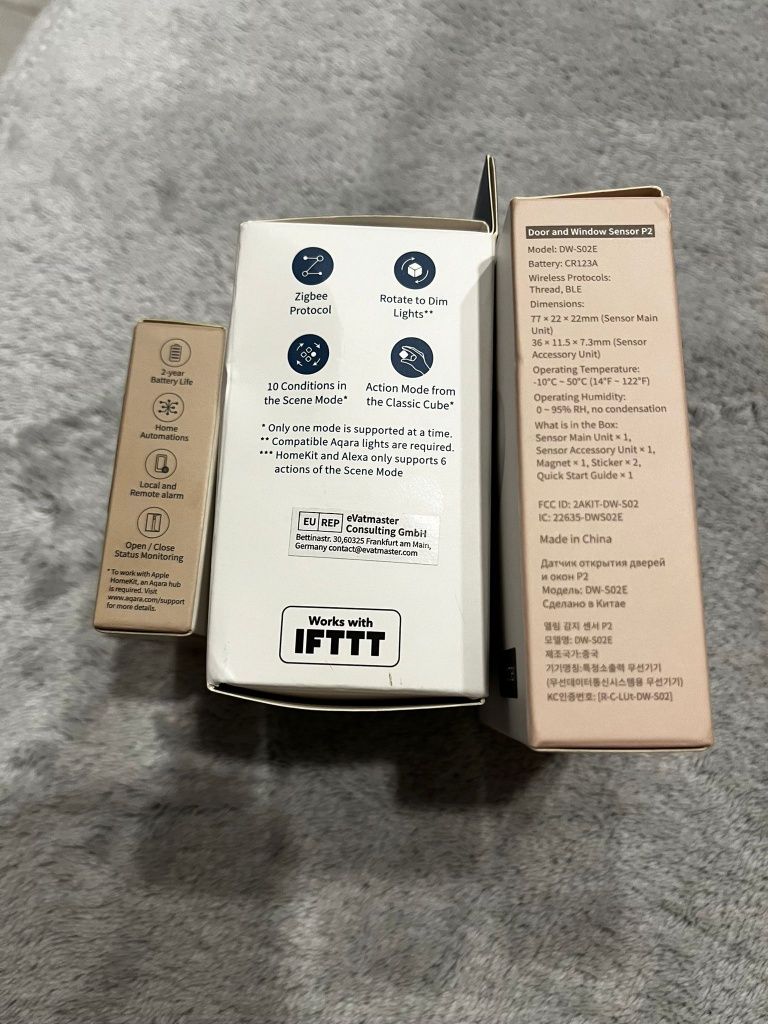 2-year
Battery Life
Home
Automations
Local and
Remote alarm
Open / Close
Status Monitoring
* To work with Apple
HomeKit, an Aqara hub
is required. Visit
www.aqara.com/support
for more details.
Zigbee
Protocol
Rotate to Dim
Lights**
10 Conditions in
the Scene Mode*
Action Mode from
the Classic Cube*
* Only one mode is supported at a time.
** Compatible Aqara lights are required.
*** HomeKit and Alexa only supports 6
actions of the Scene Mode
EU REP eVatmaster
Consulting GmbH
Bettinastr. 30,60325 Frankfurt am Main,
Germany contact@evatmaster.com
Works with
IFTTT
Door and Window Sensor P2
Model: DW-S02E
Battery: CR123A
Wireless Protocols:
Thread, BLE
Dimensions:
77 × 22 × 22mm (Sensor Main
Unit)
36 × 11.5 × 7.3mm (Sensor
Accessory Unit)
Operating Temperature:
-10°C ~ 50°C (14°F ~ 122°F)
Operating Humidity:
0 ~ 95% RH, no condensation
What is in the Box:
Sensor Main Unit × 1,
Sensor Accessory Unit × 1,
Magnet × 1, Sticker × 2,
Quick Start Guide × 1
FCC ID: 2AKIT-DW-S02
IC: 22635-DWS02E
Made in China
Датчик открытия дверей
и окон P2
Модель: DW-S02E
Сделано в Китае
열림 감지 센서 P2
모델명: DW-S02E
제조국가:중국
기기명칭:특정소출력 무선기기
(무선데이터통신시스템용 무선기기)
KC인증번호: [R-C-LUt-DW-S02]